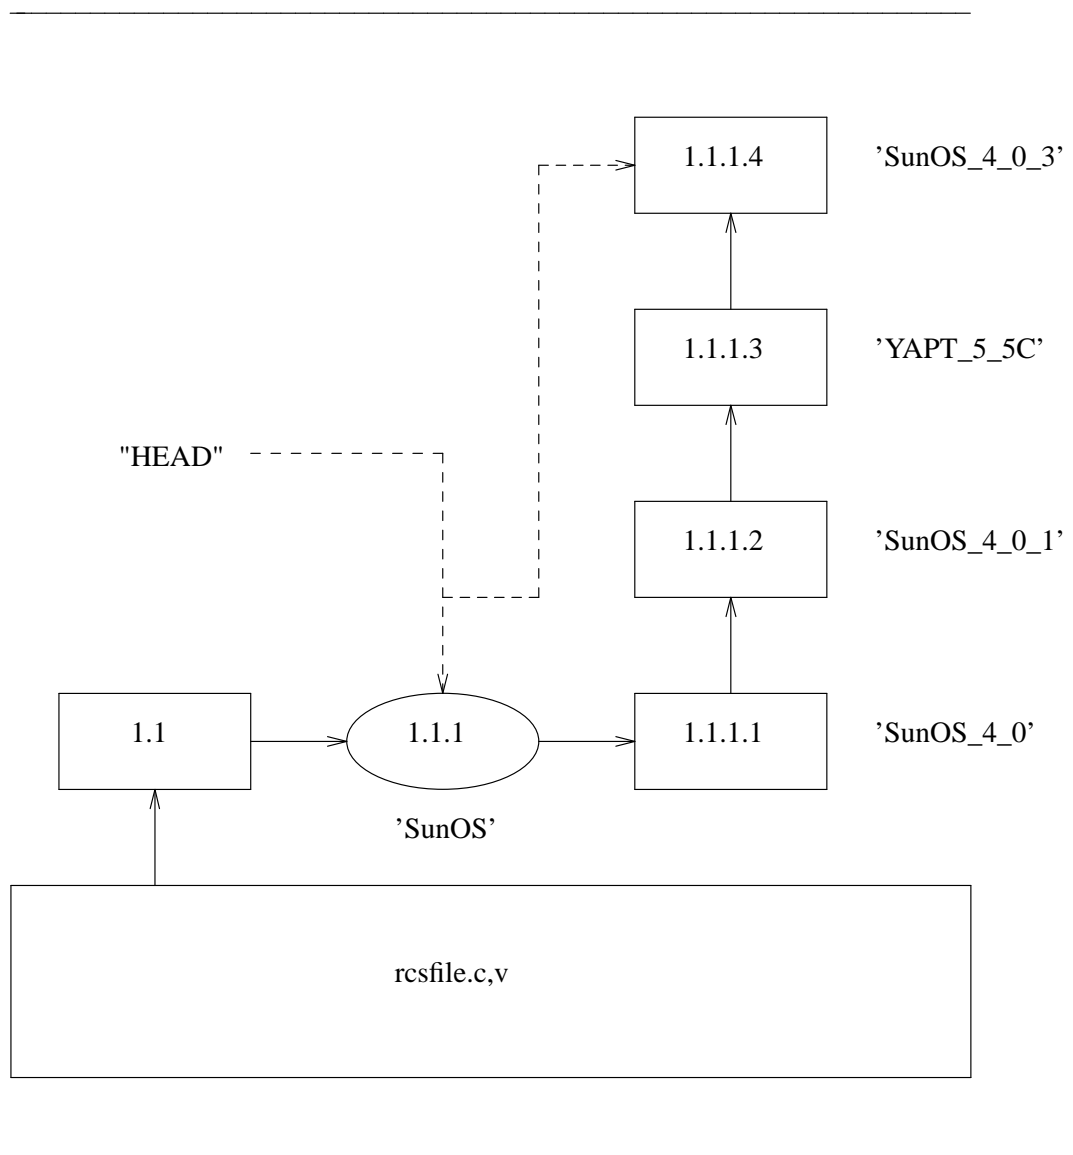 1.1.1.4 ’SunOS_4_0_3’
1.1.1.3 ’YAPT_5_5C’
"HEAD"
1.1.1.2 ’SunOS_4_0_1’
1.1 1.1.1 1.1.1.1 ’SunOS_4_0’
’SunOS’
rcsfile.c,v